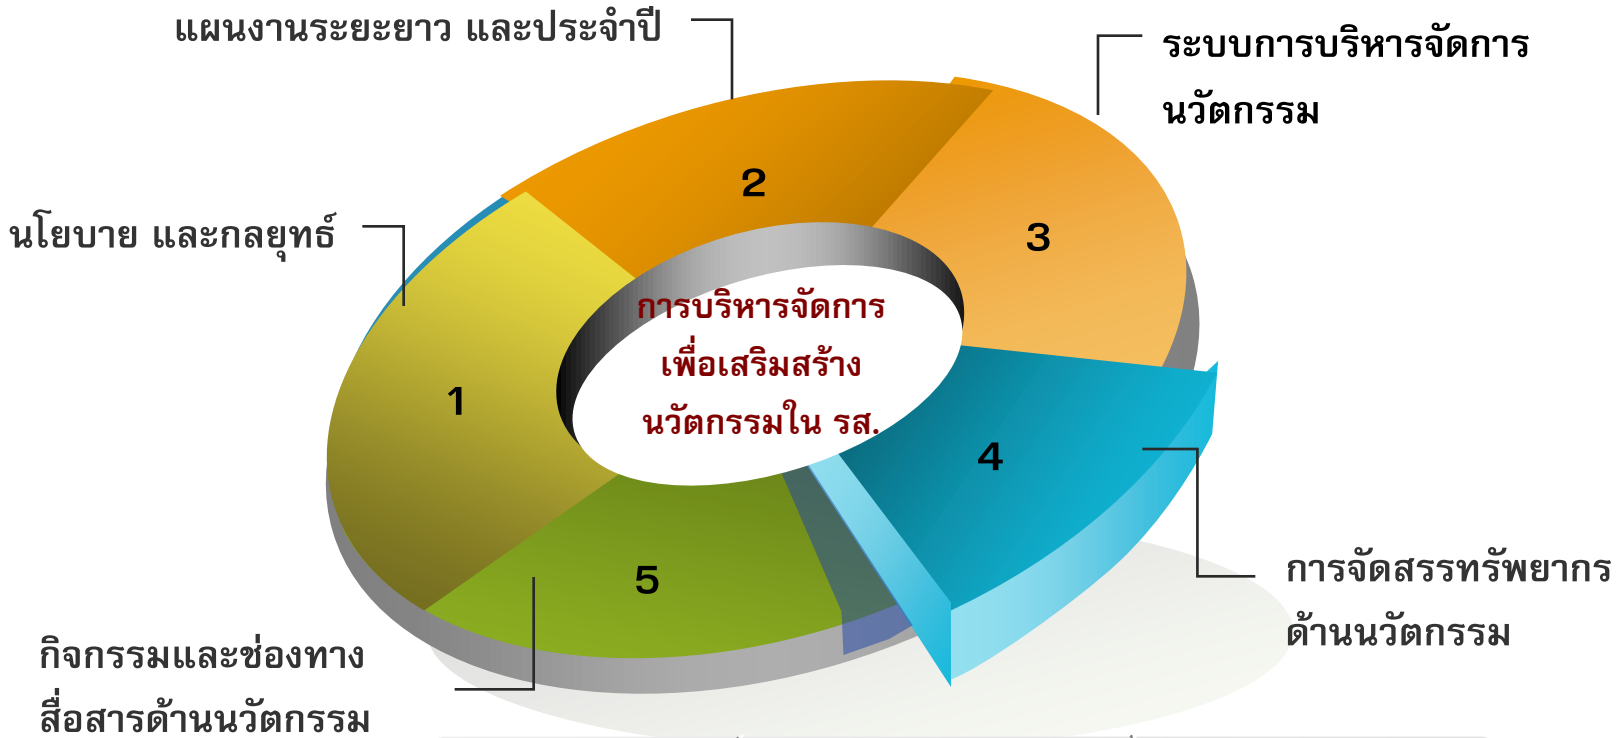 แผนงานระยะยาว และประจำปี
ระบบการบริหารจัดการ
นวัตกรรม
2
3
นโยบาย และกลยุทธ์
การบริหารจัดการ
เพื่อเสริมสร้าง
นวัตกรรมใน รส.
1
4
5
การจัดสรรทรัพยากร
ด้านนวัตกรรม
กิจกรรมและช่องทาง
สื่อสารด้านนวัตกรรม